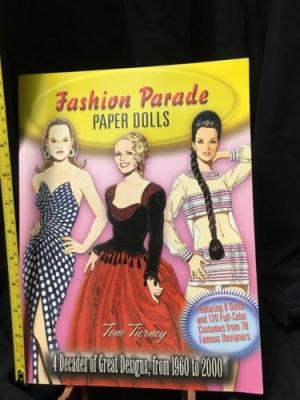 Fashion Parade
PAPER DOLLS
Tom Tierney
Featuring 8 Dolls
and 120 Full-Color
Costumes from 79
Famous Designers
4 Decades of Great Designs, from 1960 to 2000